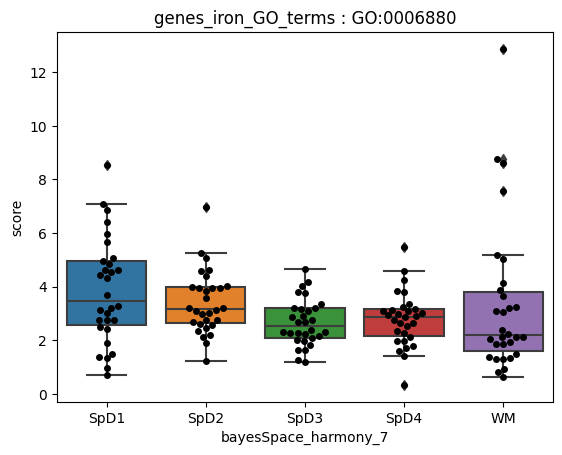 genes_iron_GO_terms : GO:0006880
12
10
8
6
4
2
0
score
SpD1 SpD2 SpD3 SpD4 WM
bayesSpace_harmony_7